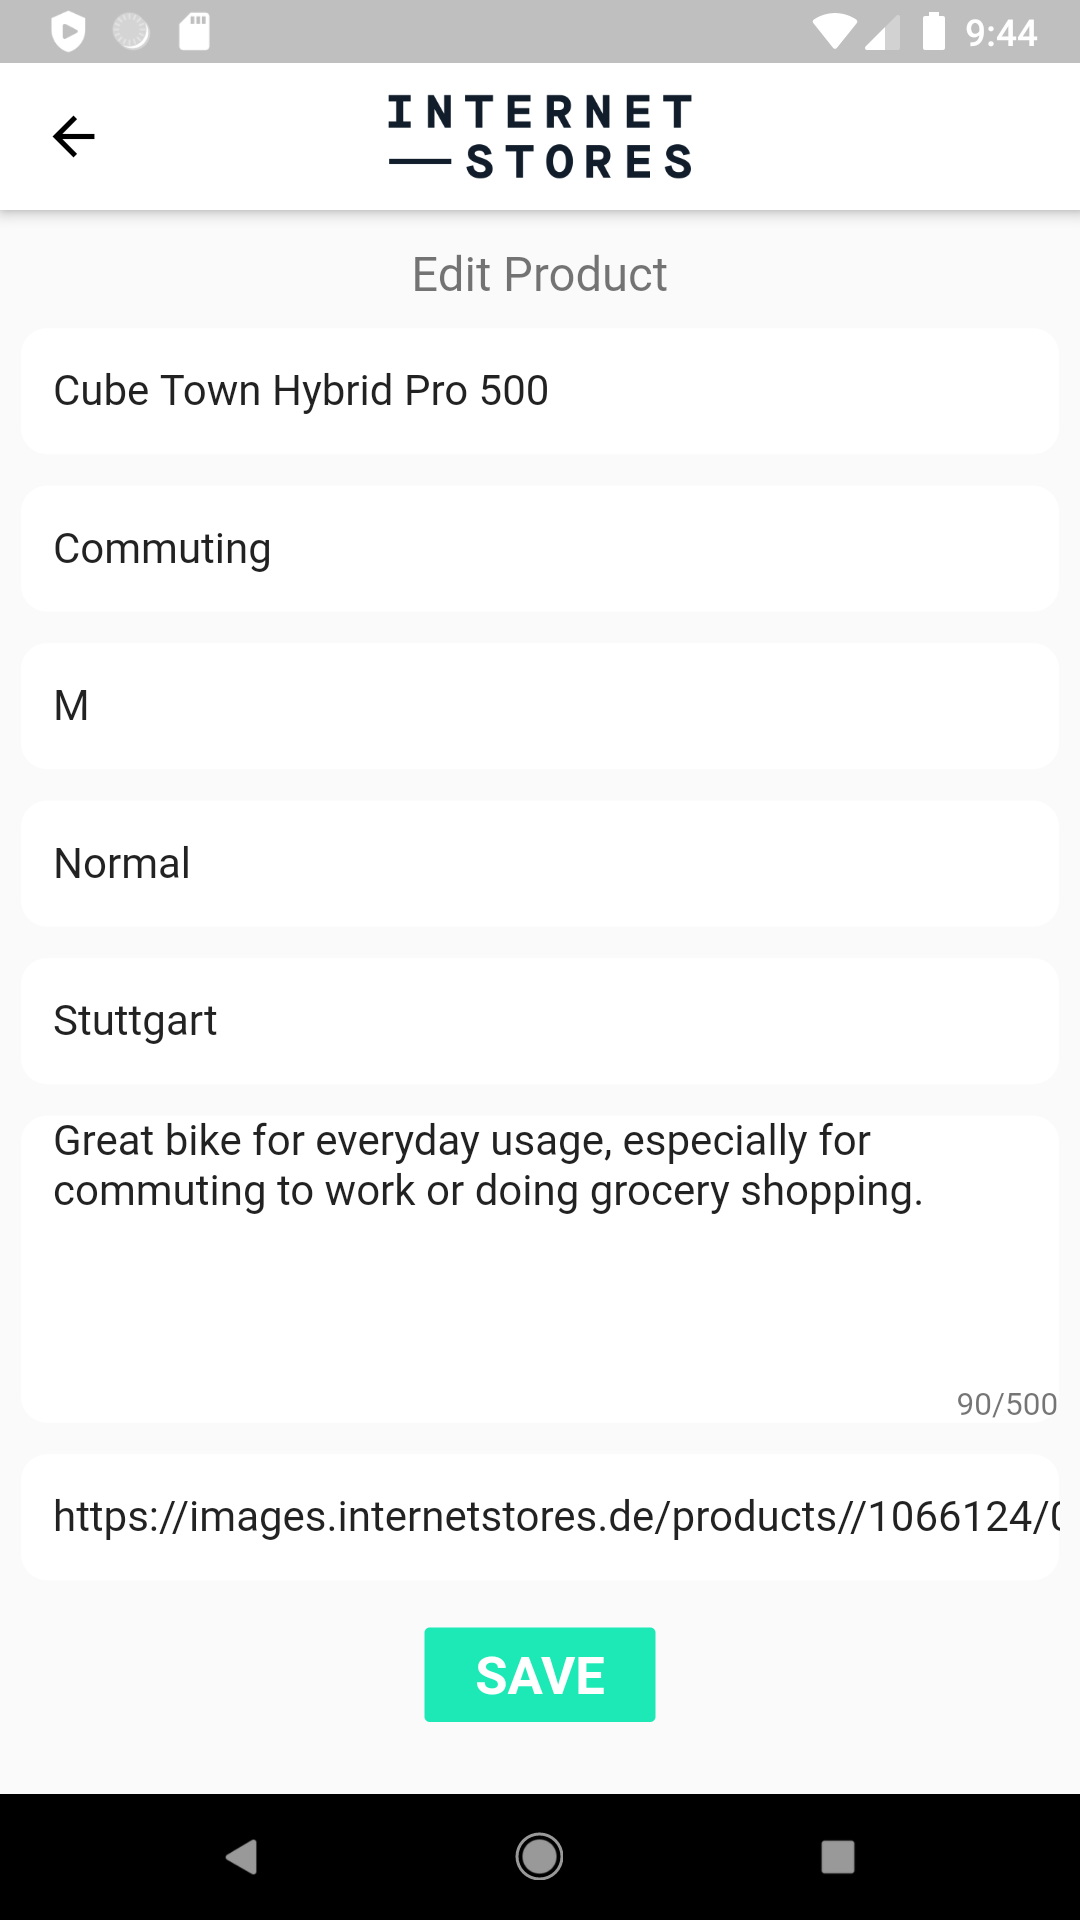 9:44
INTERNET
STORES
Edit Product
Cube Town Hybrid Pro 500
Commuting
M
Normal
Stuttgart
Great bike for everyday usage, especially for
commuting to work or doing grocery shopping.
90/500
https://images.internetstores.de/products//1066124/
SAVE